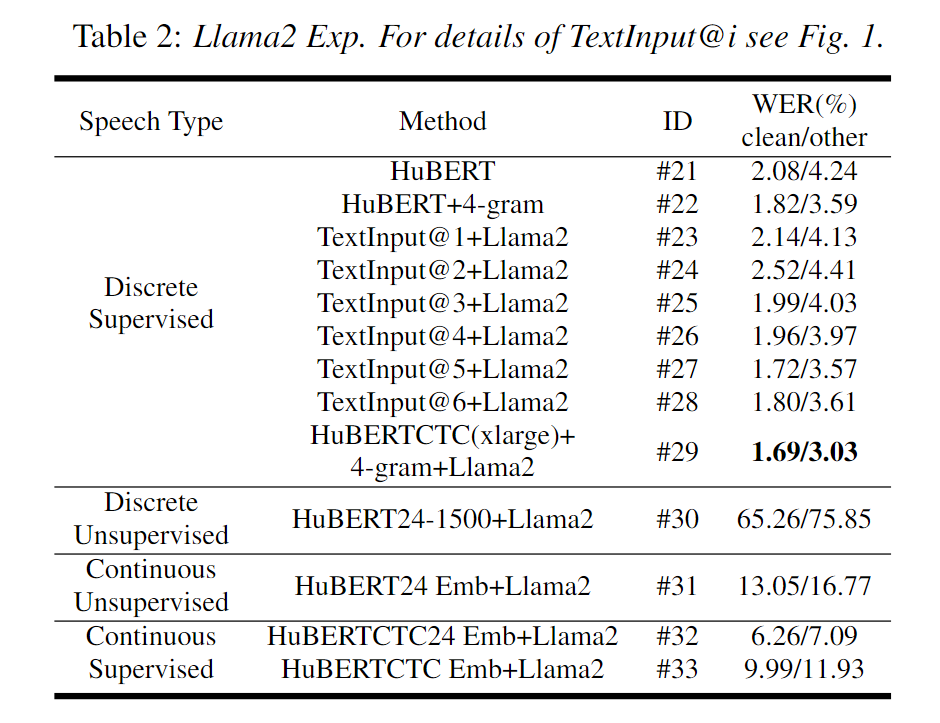 Table 2: Llama2 Exp. For details of TextInput@i see Fig. 1.
Speech Type Method ID WER(%) clean/other
Discrete Supervised
HuBERT #21 2.08/4.24
HuBERT+4-gram #22 1.82/3.59
TextInput@1+Llama2 #23 2.14/4.13
TextInput@2+Llama2 #24 2.52/4.41
TextInput@3+Llama2 #25 1.99/4.03
TextInput@4+Llama2 #26 1.96/3.97
TextInput@5+Llama2 #27 1.72/3.57
TextInput@6+Llama2 #28 1.80/3.61
HuBERTCTC(xlarge)+
4-gram+Llama2 #29 1.69/3.03
Discrete
Unsupervised HuBERT24-1500+Llama2 #30 65.26/75.85
Continuous
Unsupervised HuBERT24 Emb+Llama2 #31 13.05/16.77
Continuous HuBERTCTC24 Emb+Llama2 #32 6.26/7.09
Supervised HuBERTCTC Emb+Llama2 #33 9.99/11.93